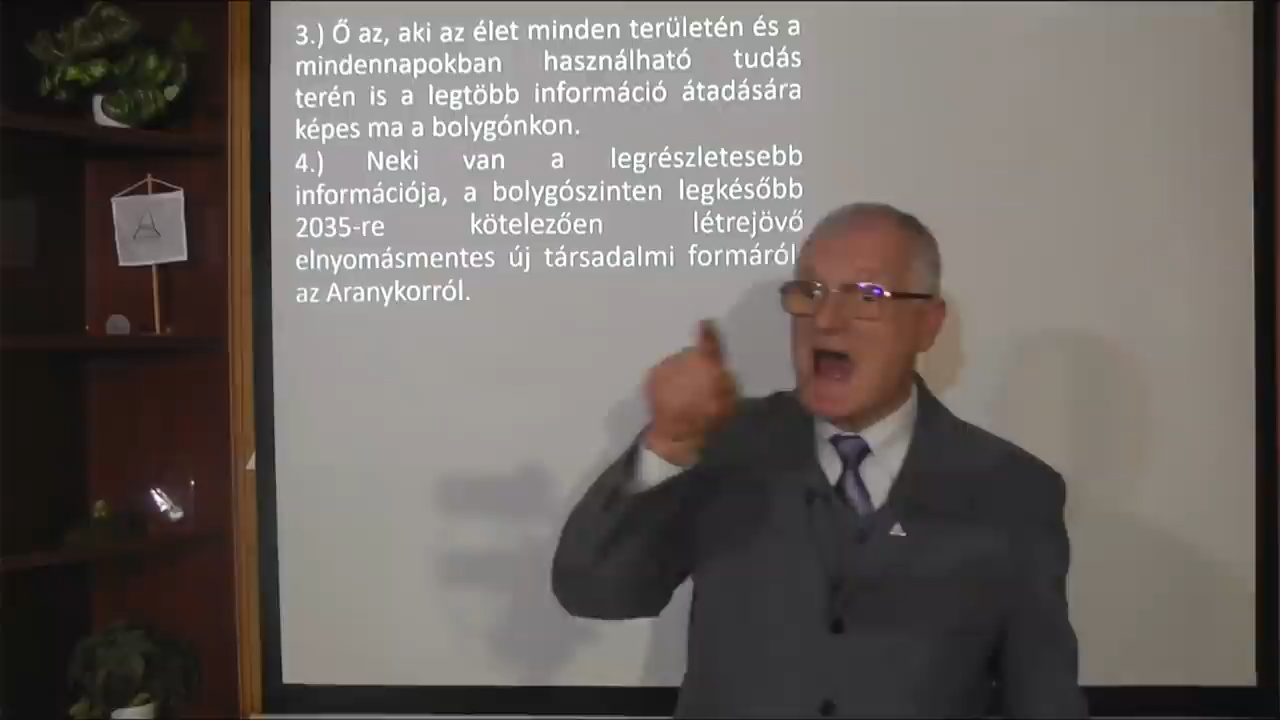 3.) Ő az, aki az élet minden területén és a
mindennapokban használható tudás
terén is a legtöbb információ átadására
képes ma a bolygónkon.
4.) Neki van a legrészletesebb
információja, a bolygószinten legkésőbb
2035-re kötelezően létrejövő
elnyomásmentes új társadalmi formáról
az Aranykorról.
A